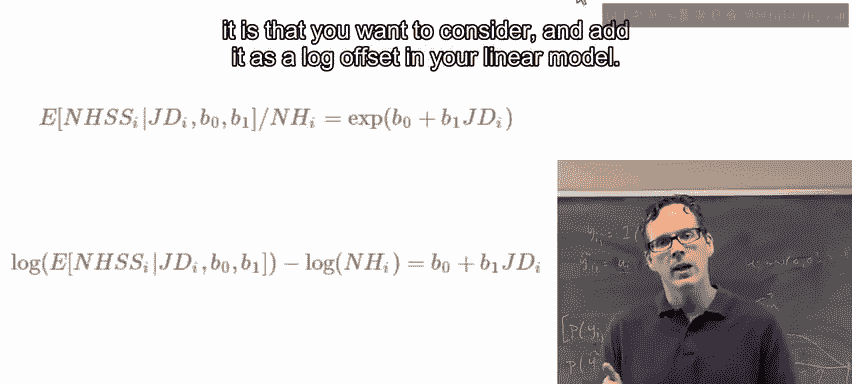 it is that you want to consider, and add
it as a log offset in your linear model.
E[NHSS_i|JD_i, b_0, b_1]/NH_i = exp(b_0 + b_1JD_i)
log(E[NHSS_i|JD_i, b_0, b_1]) − log(NH_i) = b_0 + b_1JD_i